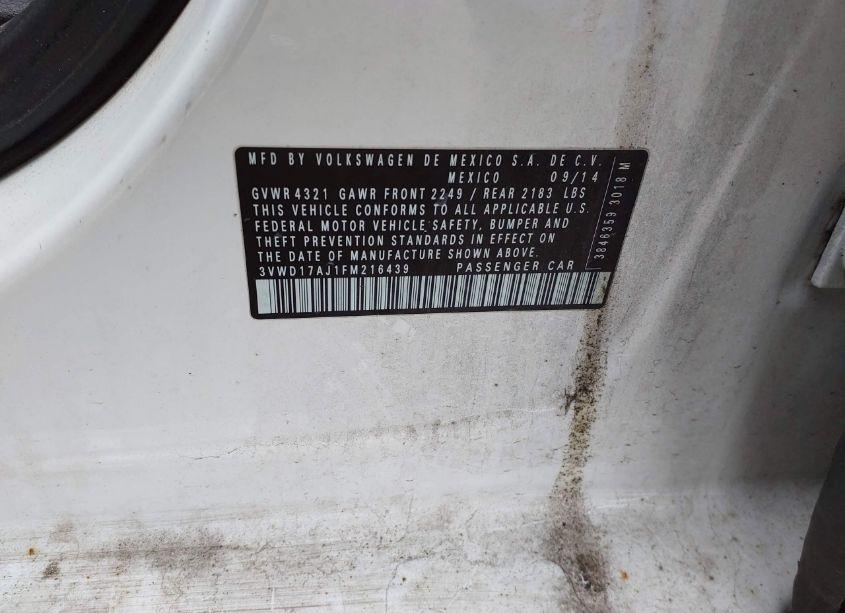 MFD BY VOLKSWAGEN DE MEXICO S.A. DE C.V.
MEXICO 09/14
GVWR 4321 GAWR FRONT 2249 / REAR 2183 LBS
THIS VEHICLE CONFORMS TO ALL APPLICABLE U.S.
FEDERAL MOTOR VEHICLE SAFETY, BUMPER AND
THEFT PREVENTION STANDARDS IN EFFECT ON
THE DATE OF MANUFACTURE SHOWN ABOVE.
3VWD17AJ1FM216439 PASSENGER CAR
3846359 3018 M